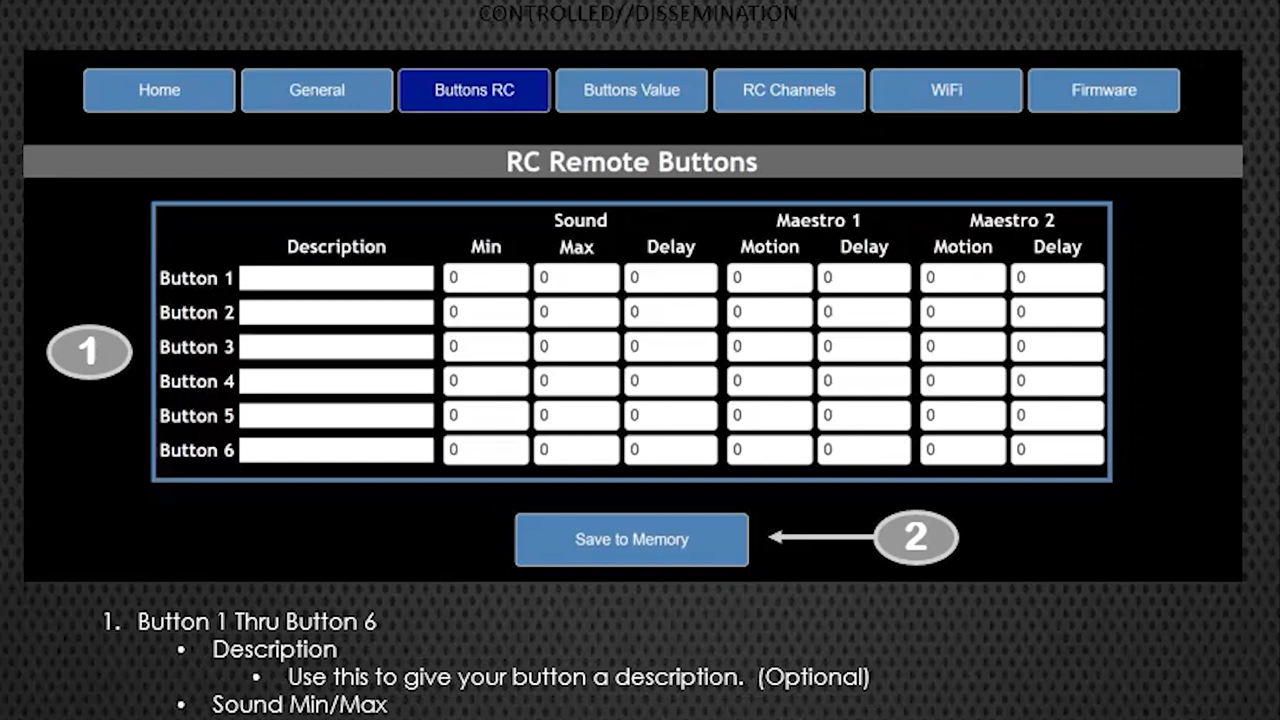 CONTROLLED//DISSEMINATION
Home General Buttons RC Buttons Value RC Channels WiFi Firmware
RC Remote Buttons
Sound Maestro 1 Maestro 2
Description Min Max Delay Motion Delay Motion Delay
Button 1 0 0 0 0 0 0 0
Button 2 0 0 0 0 0 0 0
1
Button 3 0 0 0 0 0 0 0
Button 4 0 0 0 0 0 0 0
Button 5 0 0 0 0 0 0 0
Button 6 0 0 0 0 0 0 0
Save to Memory 2
1. Button 1 Thru Button 6
• Description
• Use this to give your button a description. (Optional)
• Sound Min/Max